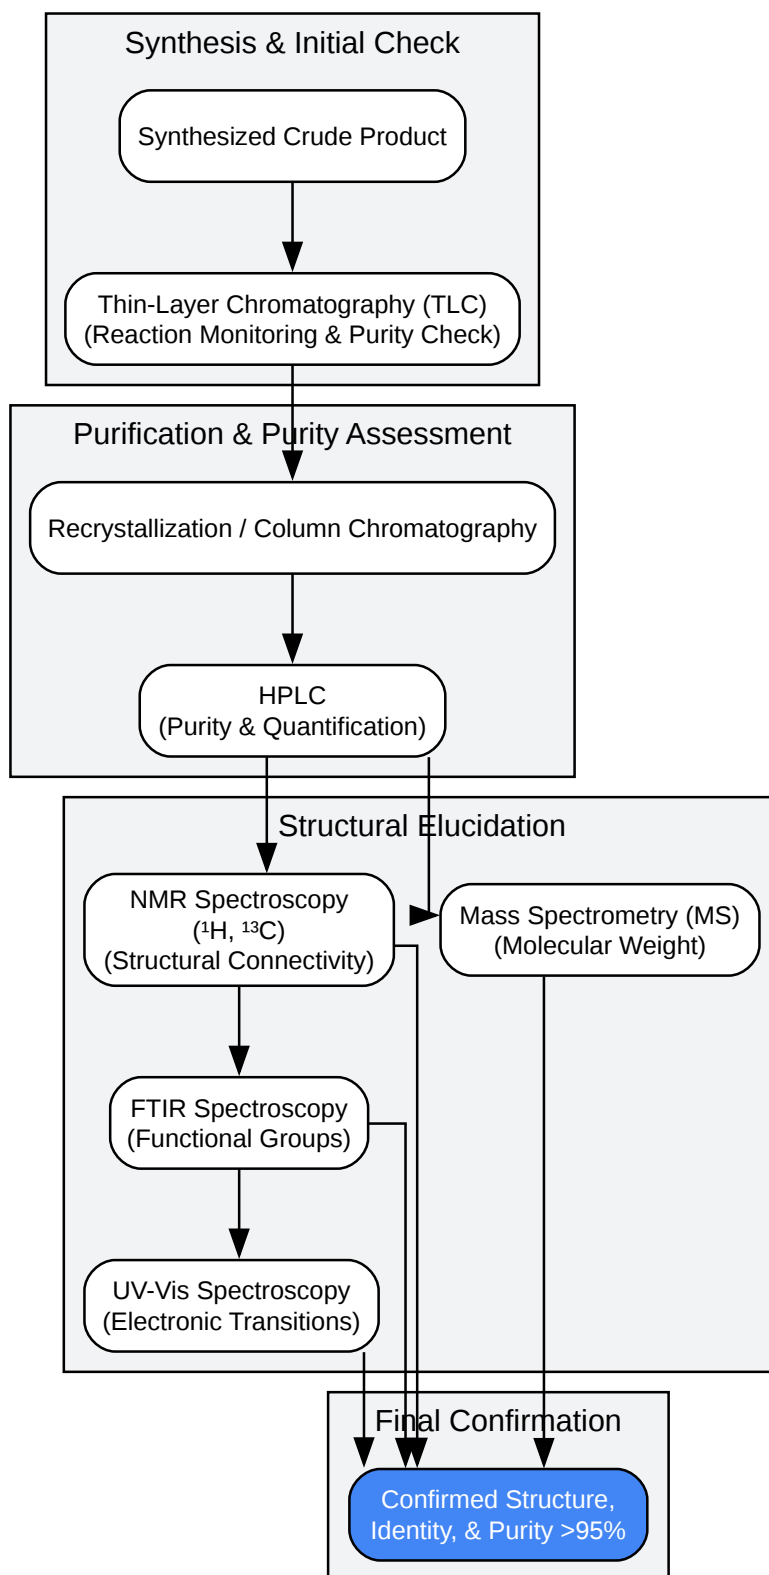 Synthesis & Initial Check
Synthesized Crude Product
Thin-Layer Chromatography (TLC)
(Reaction Monitoring & Purity Check)
Purification & Purity Assessment
Recrystallization / Column Chromatography
HPLC
(Purity & Quantification)
Structural Elucidation
NMR Spectroscopy
(¹H, ¹³C)
(Structural Connectivity)
Mass Spectrometry (MS)
(Molecular Weight)
FTIR Spectroscopy
(Functional Groups)
UV-Vis Spectroscopy
(Electronic Transitions)
Final Confirmation
Confirmed Structure,
Identity, & Purity >95%